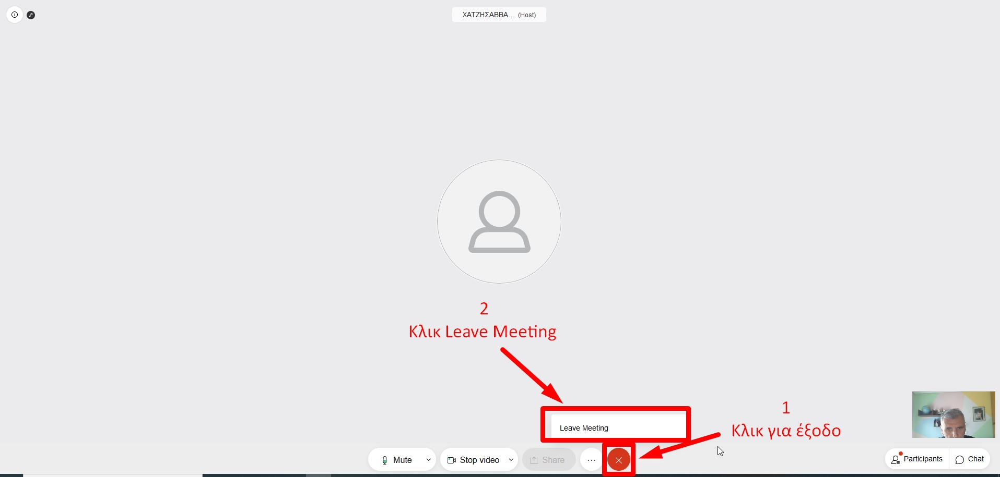 ΧΑΤΖΗΣΑΒΒΑ... (Host)
2
Κλικ Leave Meeting
1
Κλικ για έξοδο
Leave Meeting
Mute
Stop video
Share
Participants
Chat